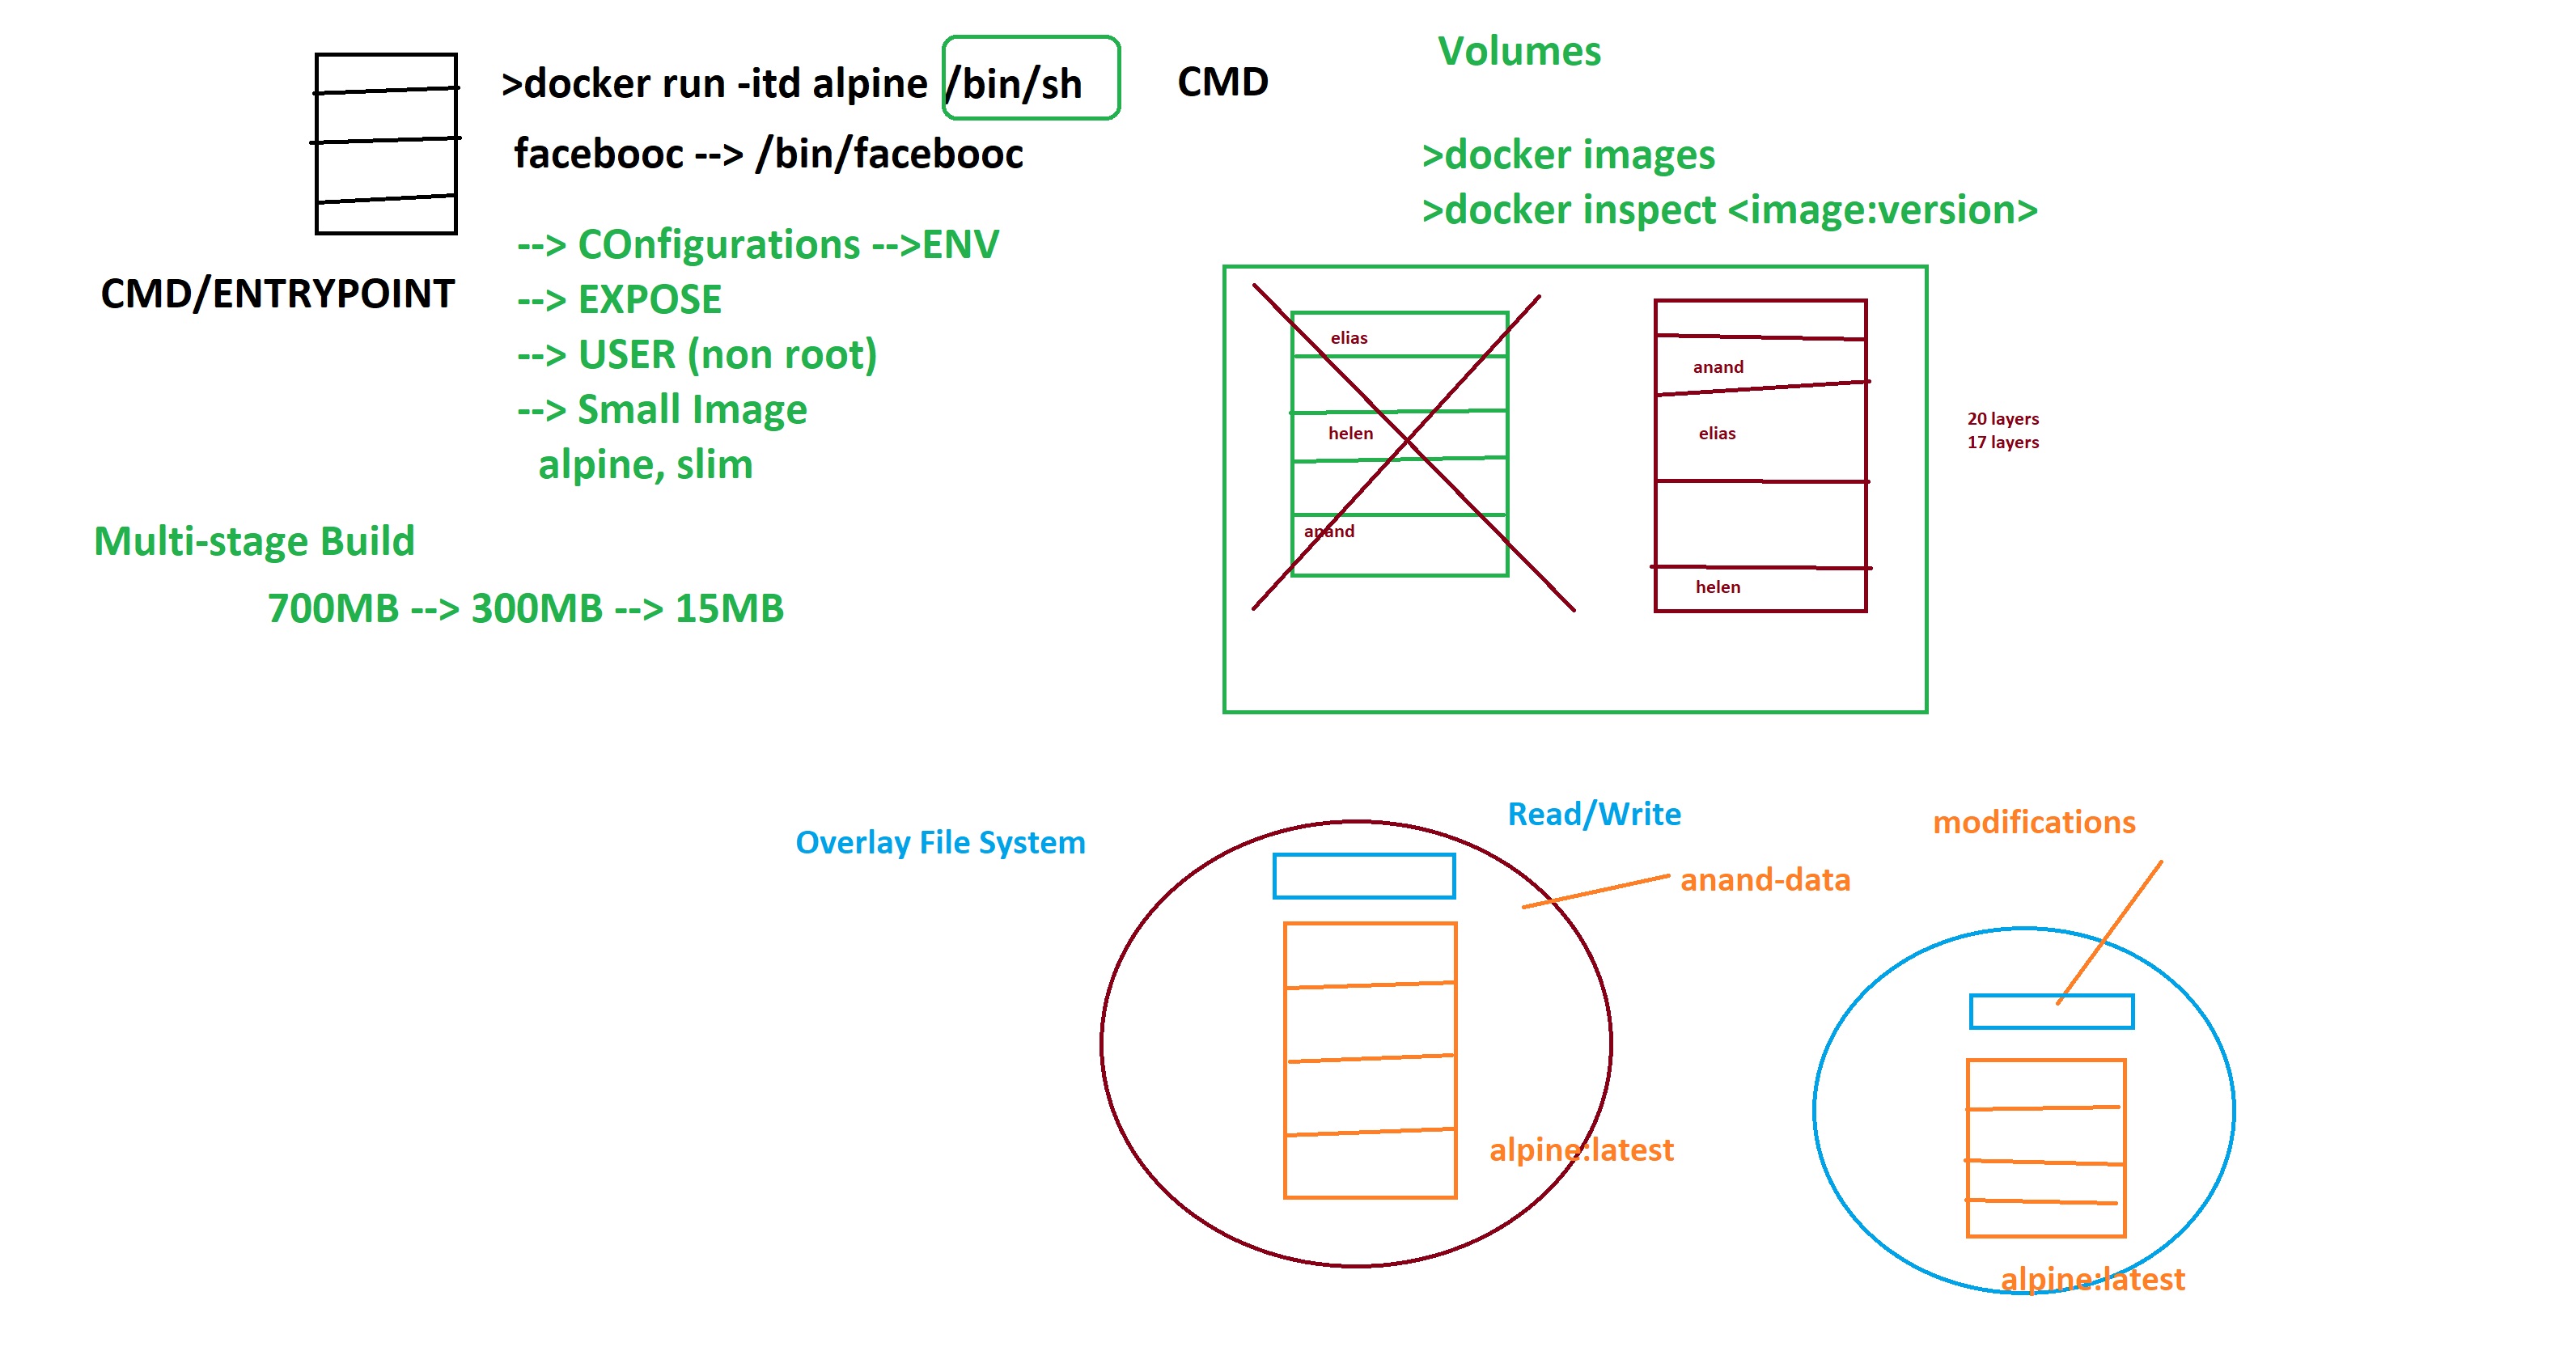 >docker run -itd alpine /bin/sh
CMD
facebooc --> /bin/facebooc
--> COnfigurations -->ENV
CMD/ENTRYPOINT
--> EXPOSE
--> USER (non root)
--> Small Image
alpine, slim
Multi-stage Build
700MB --> 300MB --> 15MB
Volumes
>docker images
>docker inspect <image:version>
elias
helen
anand
anand
elias
helen
20 layers
17 layers
Overlay File System
Read/Write
anand-data
alpine:latest
modifications
alpine:latest